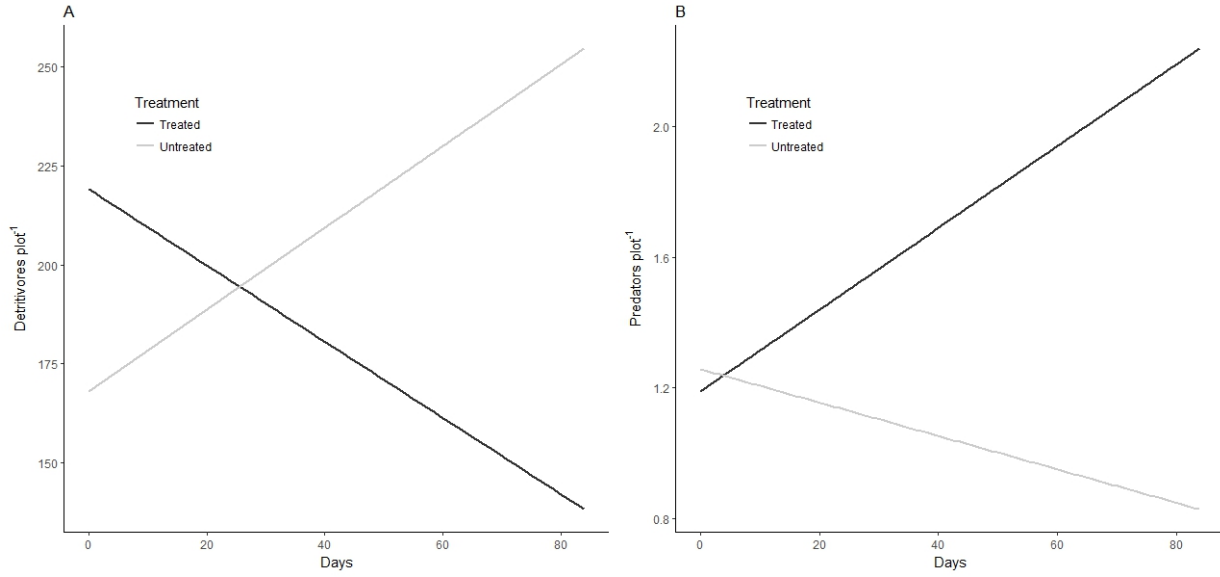 A
250
225
200
175
150
Detritivores plot⁻¹
Treatment
Treated
Untreated
0 20 40 60 80
Days
B
2.0
1.6
1.2
0.8
Predators plot⁻¹
Treatment
Treated
Untreated
0 20 40 60 80
Days